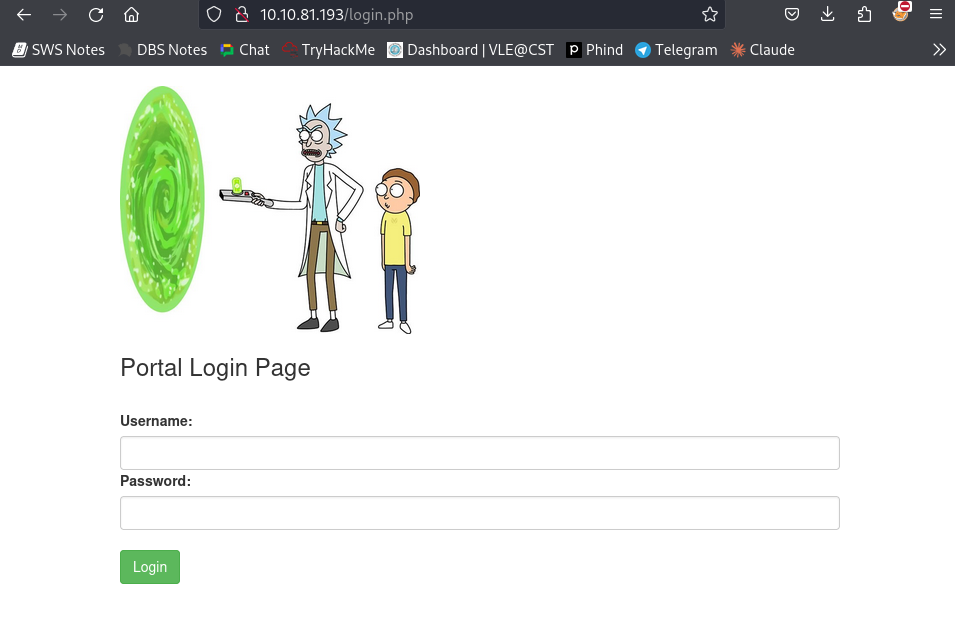 10.10.81.193/login.php
SWS Notes DBS Notes Chat TryHackMe Dashboard | VLE@CST Phind Telegram Claude
Portal Login Page
Username:
Password:
Login